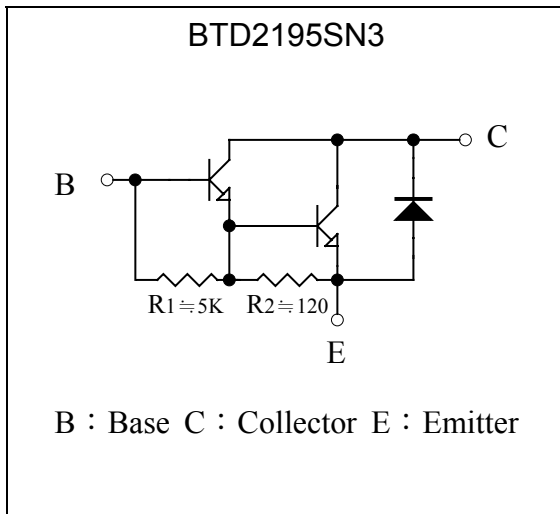 BTD2195SN3
C
B
R1≒5K R2≒120
E
B：Base C：Collector E：Emitter